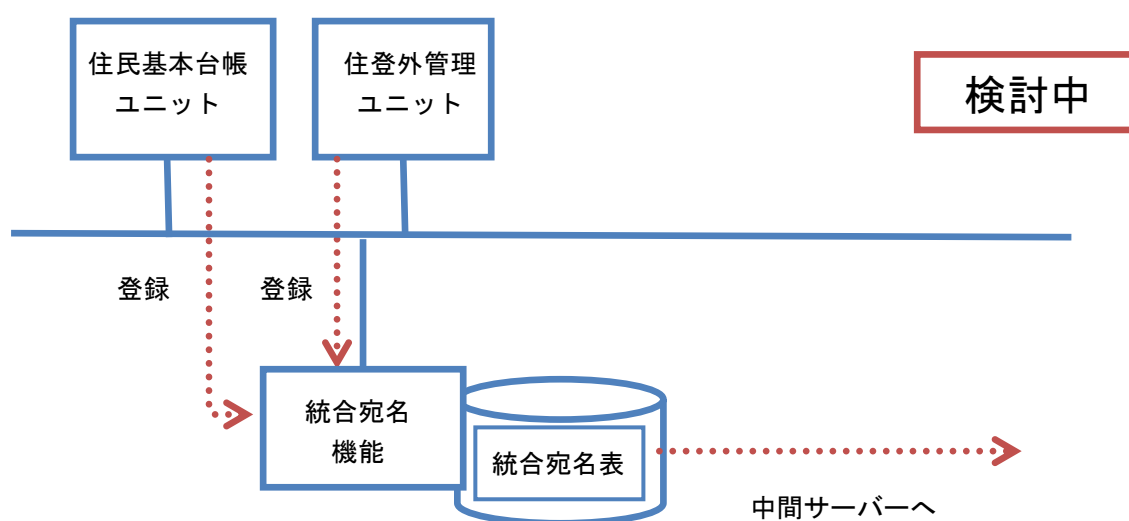 住民基本台帳
ユニット
住登外管理
ユニット
検討中
登録
登録
統合宛名
機能
統合宛名表
中間サーバーへ